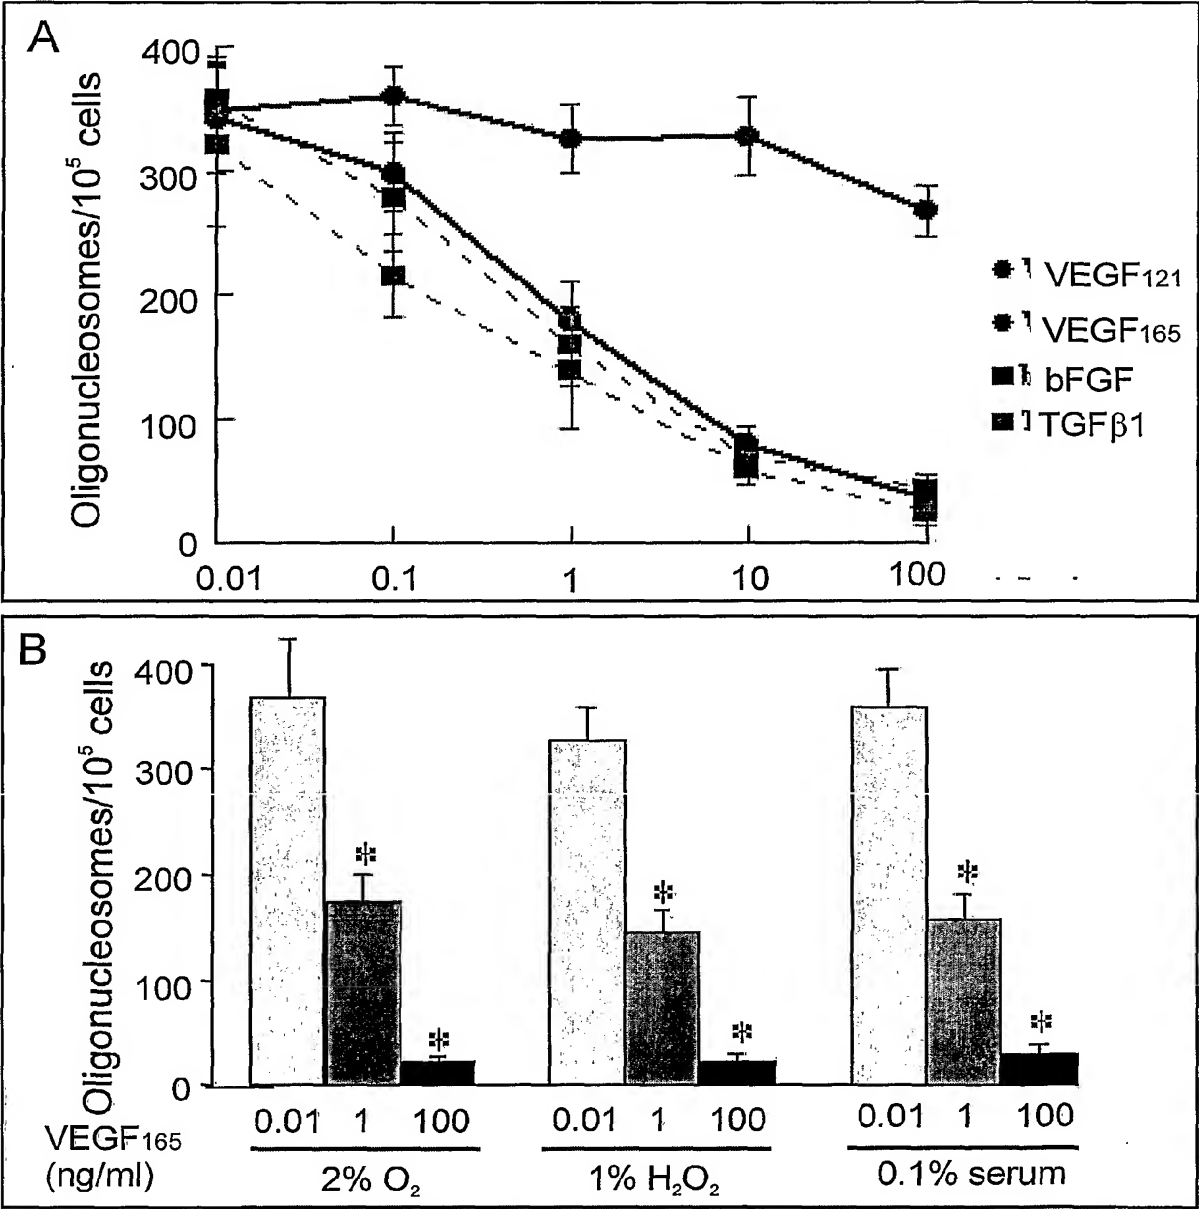 A
Oligonucleosomes/10⁵ cells
400
300
200
100
0
0.01 0.1 1 10 100
VEGF₁₂₁
VEGF₁₆₅
bFGF
TGFβ1
B
Oligonucleosomes/10⁵ cells
400
300
200
100
0
* * * * * *
0.01 1 100 0.01 1 100 0.01 1 100
VEGF₁₆₅
(ng/ml)
2% O₂ 1% H₂O₂ 0.1% serum